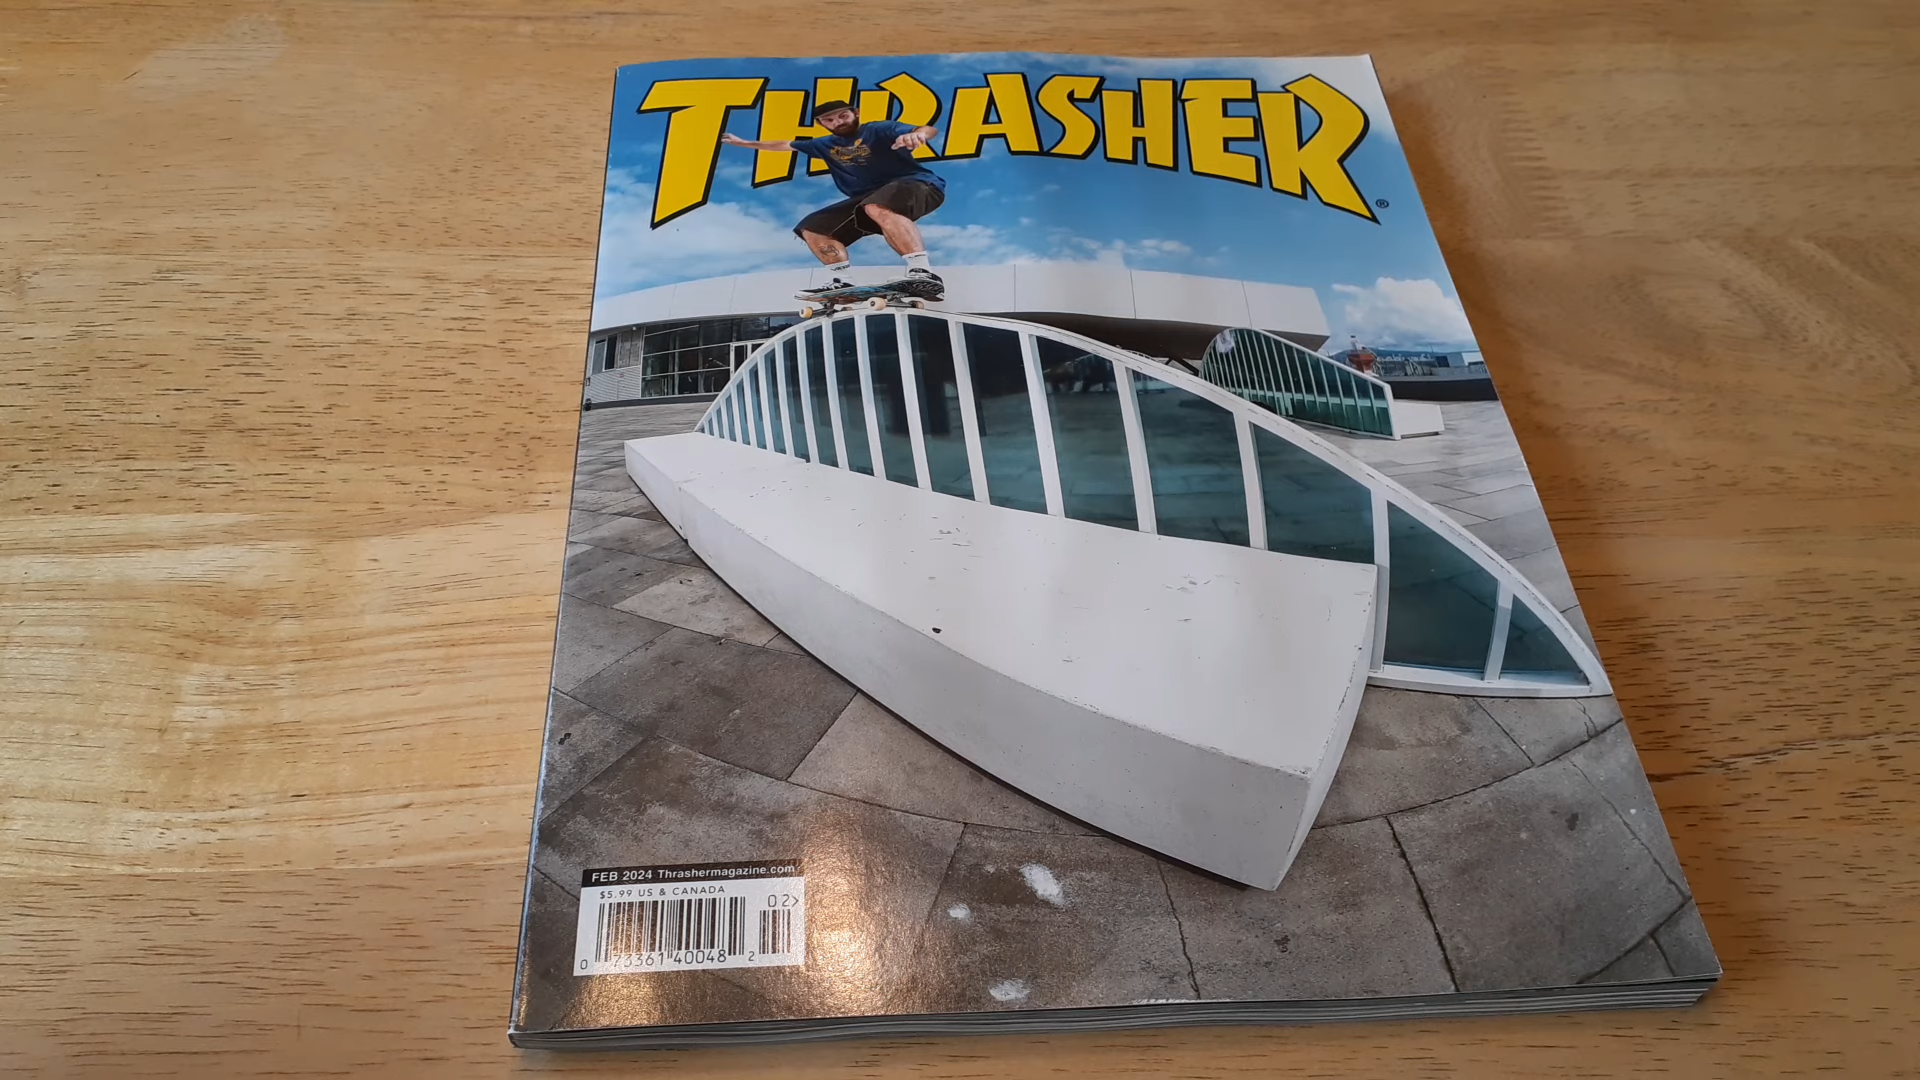 THRASHER®
FEB 2024 Thrashermagazine.com
$5.99 US & CANADA
02>
0 73361 40048 2